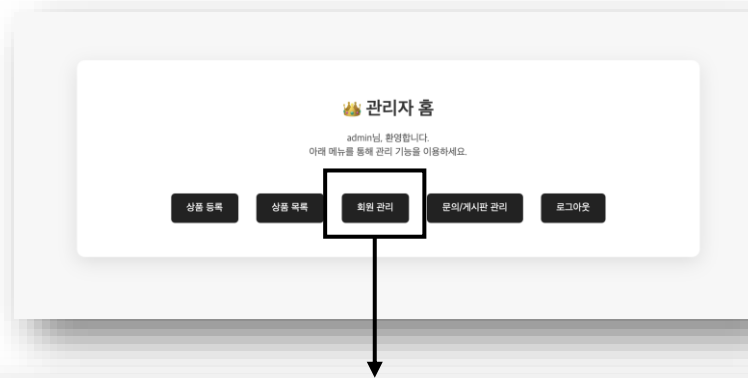 👑 관리자 홈
admin님, 환영합니다.
아래 메뉴를 통해 관리 기능을 이용하세요.
상품 등록 상품 목록 회원 관리 문의/게시판 관리 로그아웃